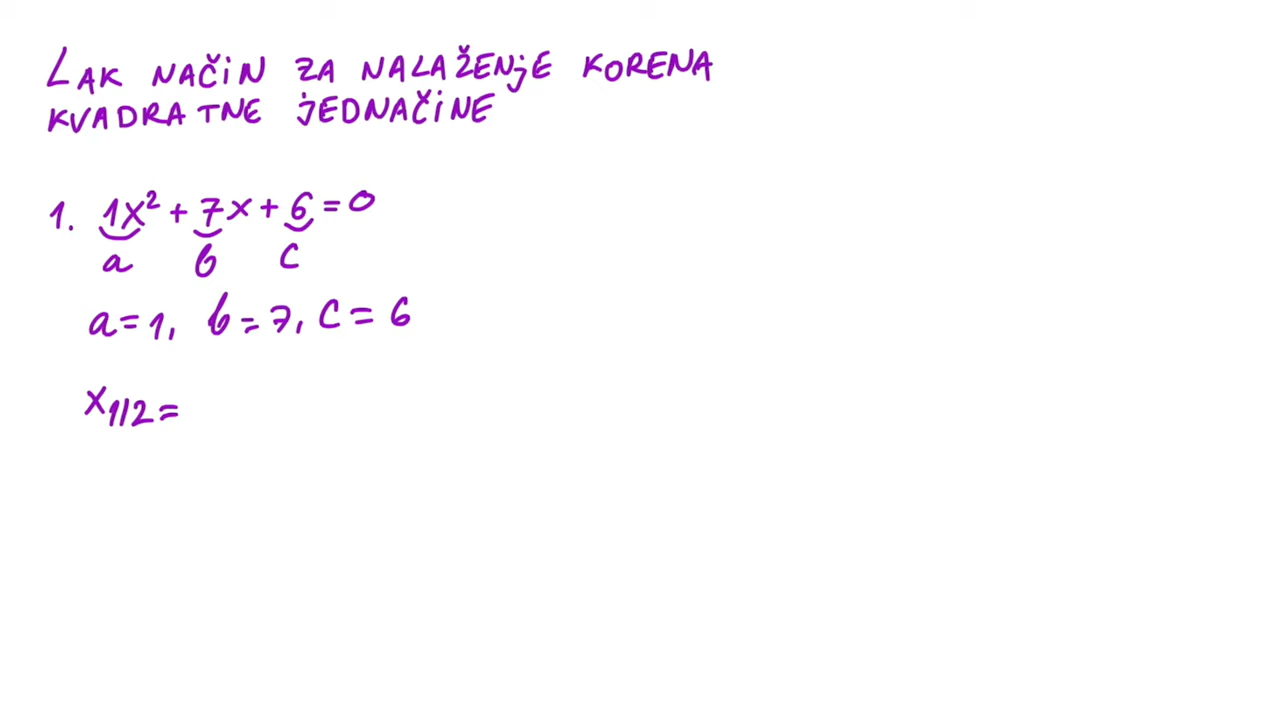 LAK NAČIN ZA NALAŽENJE KORENA
KVADRATNE JEDNAČINE
1. 1x² + 7x + 6 = 0
a b c
a = 1, b = 7, c = 6
x₁/₂ =